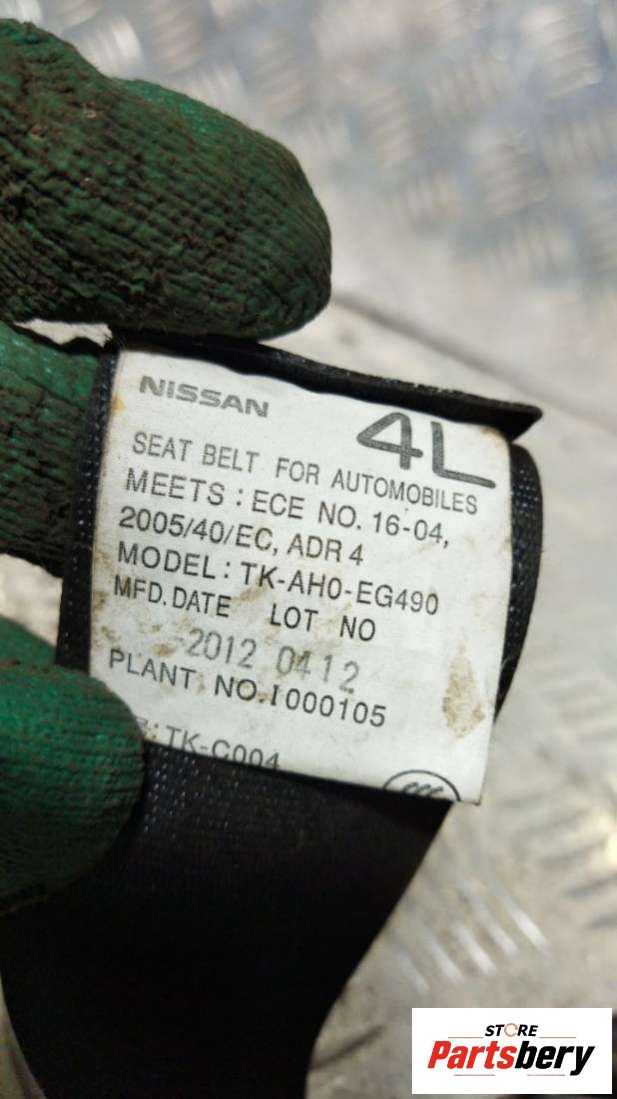 NISSAN
4L
SEAT BELT FOR AUTOMOBILES
MEETS : ECE NO. 16-04,
2005/40/EC, ADR 4
MODEL: TK-AH0-EG490
MFD.DATE LOT NO
2012 0412
PLANT NO.I000105
: TK-C004
STORE
Partsbery